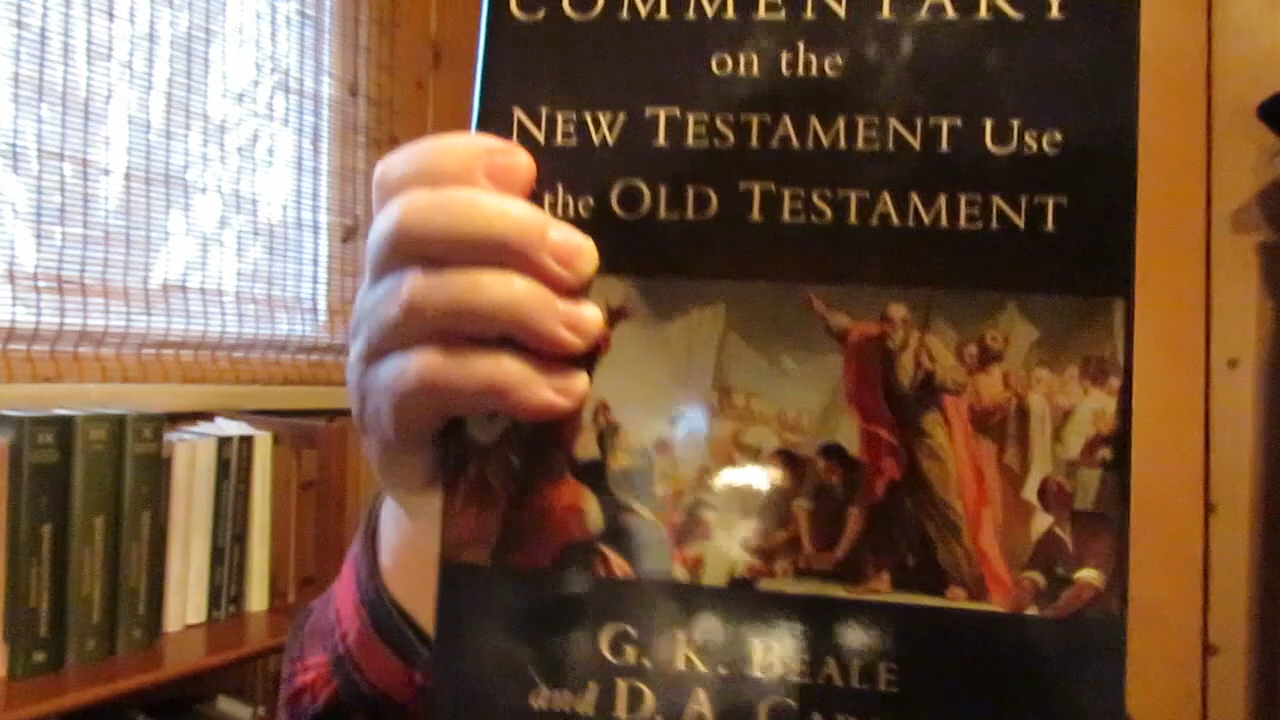 COMMENTARY
on the
NEW TESTAMENT Use
the OLD TESTAMENT
G. K. BEALE
and D. A.